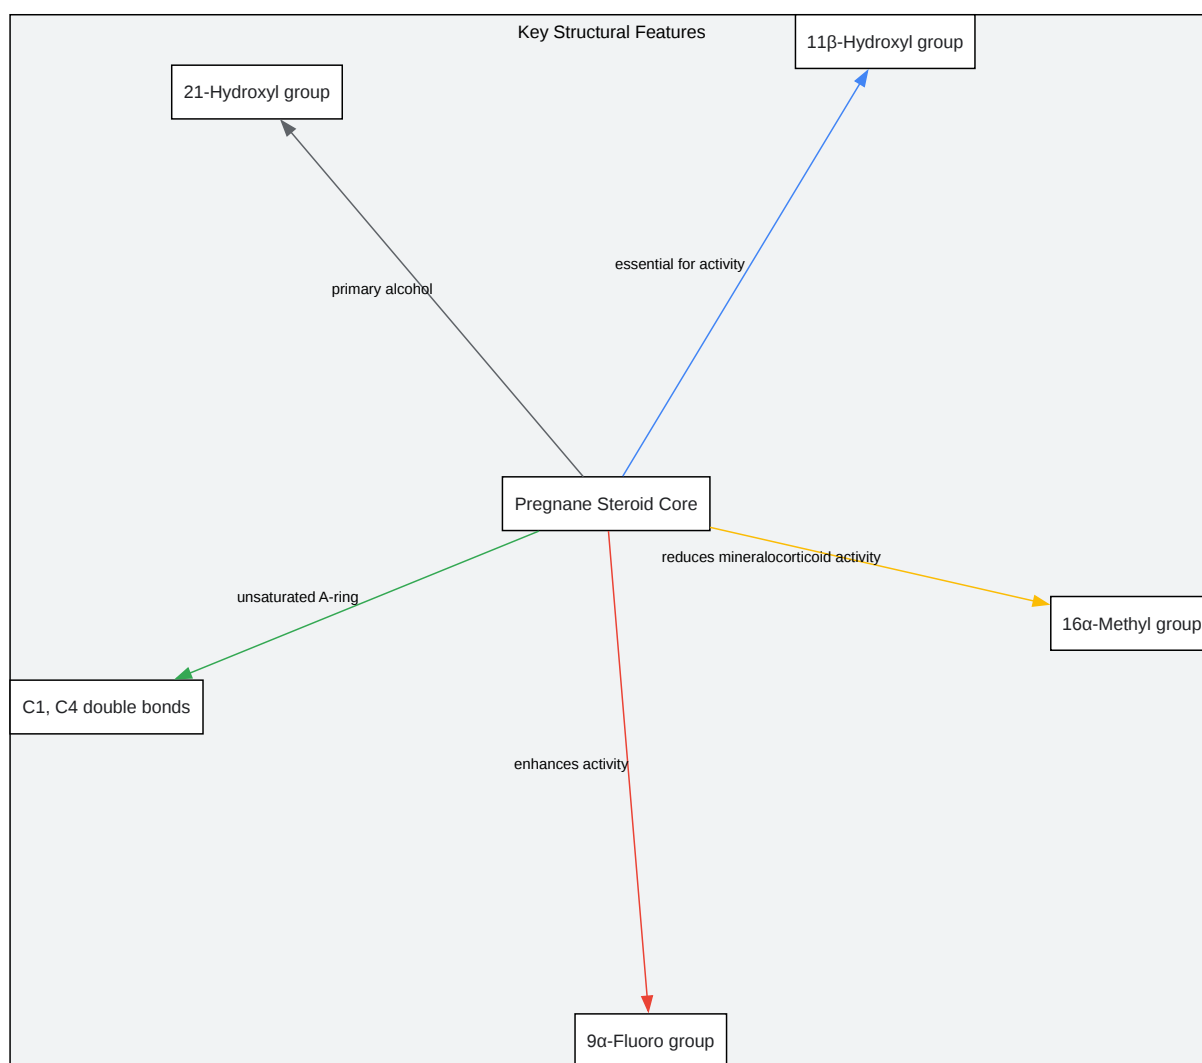 Key Structural Features
11β-Hydroxyl group
21-Hydroxyl group
essential for activity
primary alcohol
Pregnane Steroid Core
reduces mineralocorticoid activity
unsaturated A-ring
16α-Methyl group
C1, C4 double bonds
enhances activity
9α-Fluoro group